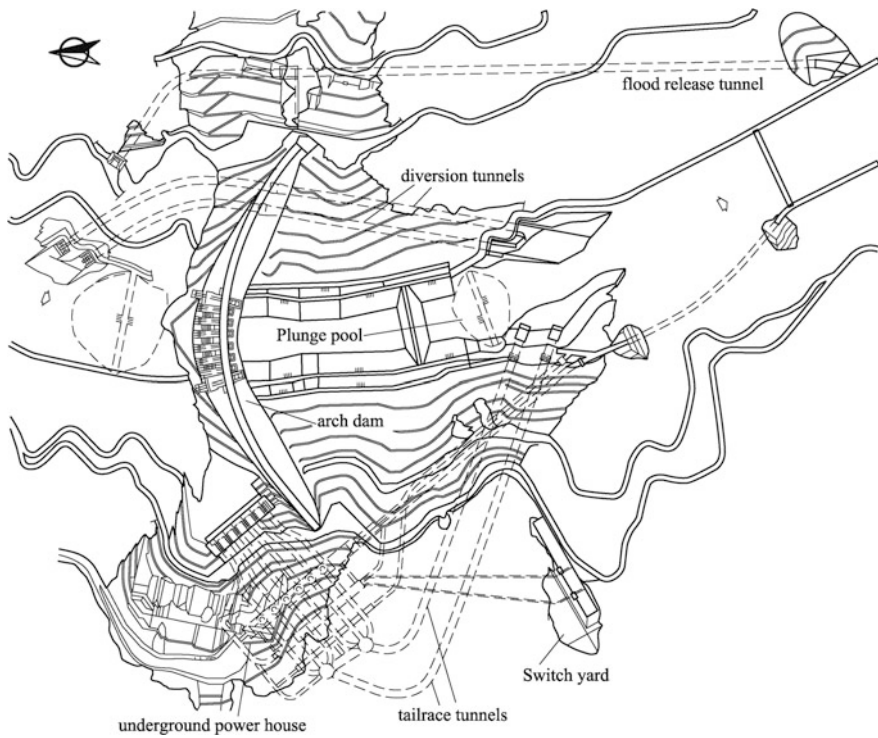 flood release tunnel
diversion tunnels
Plunge pool
arch dam
Switch yard
tailrace tunnels
underground power house